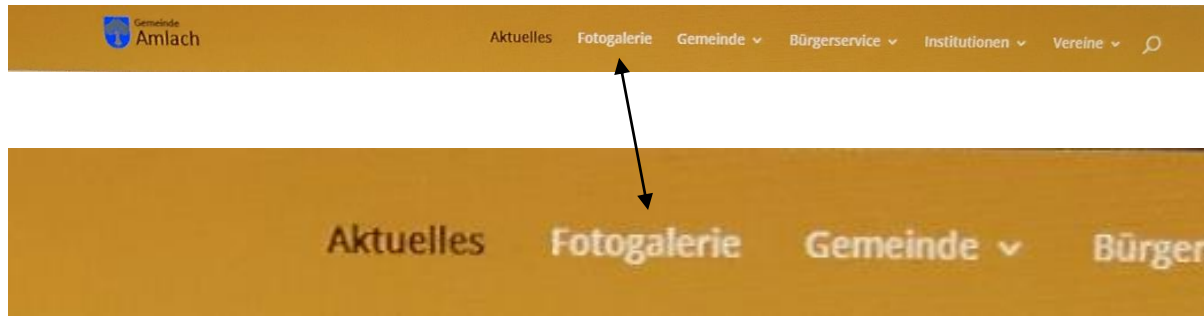 Gemeinde
Amlach
Aktuelles Fotogalerie Gemeinde Bürgerservice Institutionen Vereine
Aktuelles Fotogalerie Gemeinde Bürger